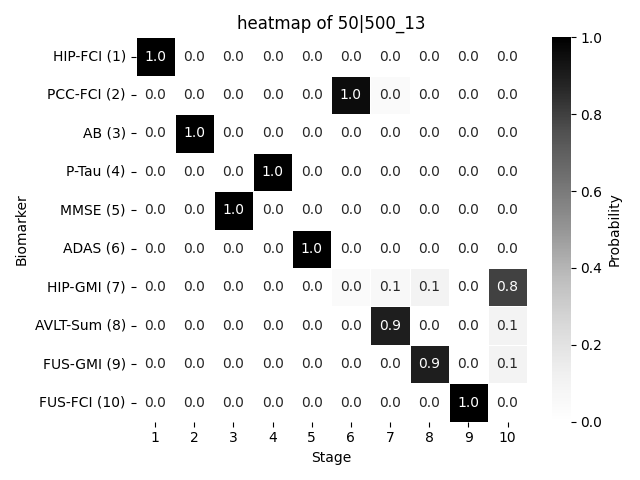 heatmap of 50|500_13
HIP-FCI (1) 1.0 0.0 0.0 0.0 0.0 0.0 0.0 0.0 0.0 0.0
PCC-FCI (2) 0.0 0.0 0.0 0.0 0.0 1.0 0.0 0.0 0.0 0.0
AB (3) 0.0 1.0 0.0 0.0 0.0 0.0 0.0 0.0 0.0 0.0
P-Tau (4) 0.0 0.0 0.0 1.0 0.0 0.0 0.0 0.0 0.0 0.0
MMSE (5) 0.0 0.0 1.0 0.0 0.0 0.0 0.0 0.0 0.0 0.0
ADAS (6) 0.0 0.0 0.0 0.0 1.0 0.0 0.0 0.0 0.0 0.0
HIP-GMI (7) 0.0 0.0 0.0 0.0 0.0 0.0 0.1 0.1 0.0 0.8
AVLT-Sum (8) 0.0 0.0 0.0 0.0 0.0 0.0 0.9 0.0 0.0 0.1
FUS-GMI (9) 0.0 0.0 0.0 0.0 0.0 0.0 0.0 0.9 0.0 0.1
FUS-FCI (10) 0.0 0.0 0.0 0.0 0.0 0.0 0.0 0.0 1.0 0.0
1 2 3 4 5 6 7 8 9 10
Stage
Biomarker
1.0
0.8
0.6
0.4
0.2
0.0
Probability